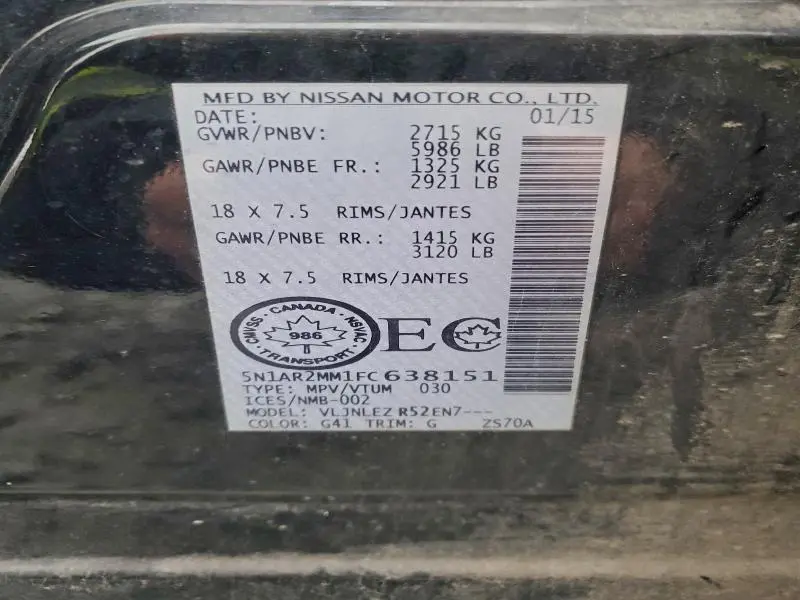 MFD BY NISSAN MOTOR CO., LTD.
DATE: 01/15
GVWR/PNBV: 2715 KG
5986 LB
GAWR/PNBE FR.: 1325 KG
2921 LB
18 X 7.5 RIMS/JANTES
GAWR/PNBE RR.: 1415 KG
3120 LB
18 X 7.5 RIMS/JANTES
CANADA · NSVAC · TRANSPORT · CMVSS
986
EC
5N1AR2MM1FC638151
TYPE: MPV/VTUM 030
ICES/NMB-002
MODEL: VLJNLEZ R52EN7---
COLOR: G41 TRIM: G ZS70A